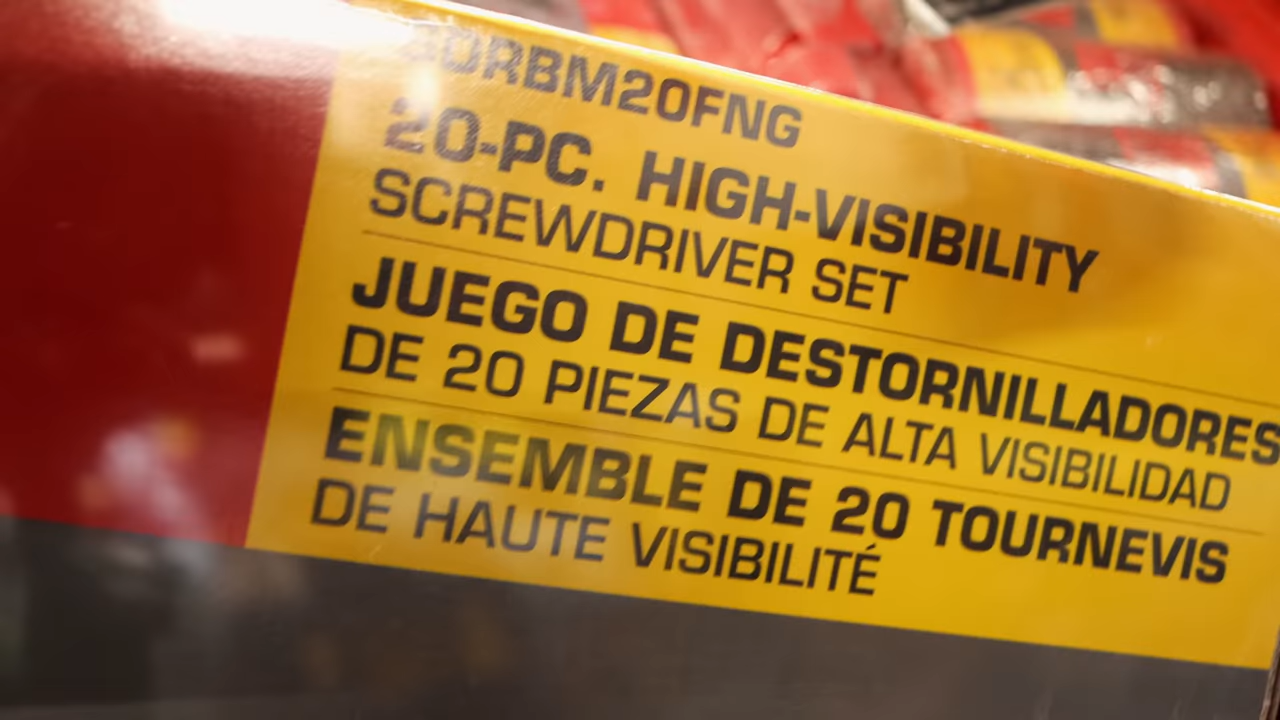 20-PC. HIGH-VISIBILITY
SCREWDRIVER SET
JUEGO DE DESTORNILLADORES
DE 20 PIEZAS DE ALTA VISIBILIDAD
ENSEMBLE DE 20 TOURNEVIS
DE HAUTE VISIBILITÉ